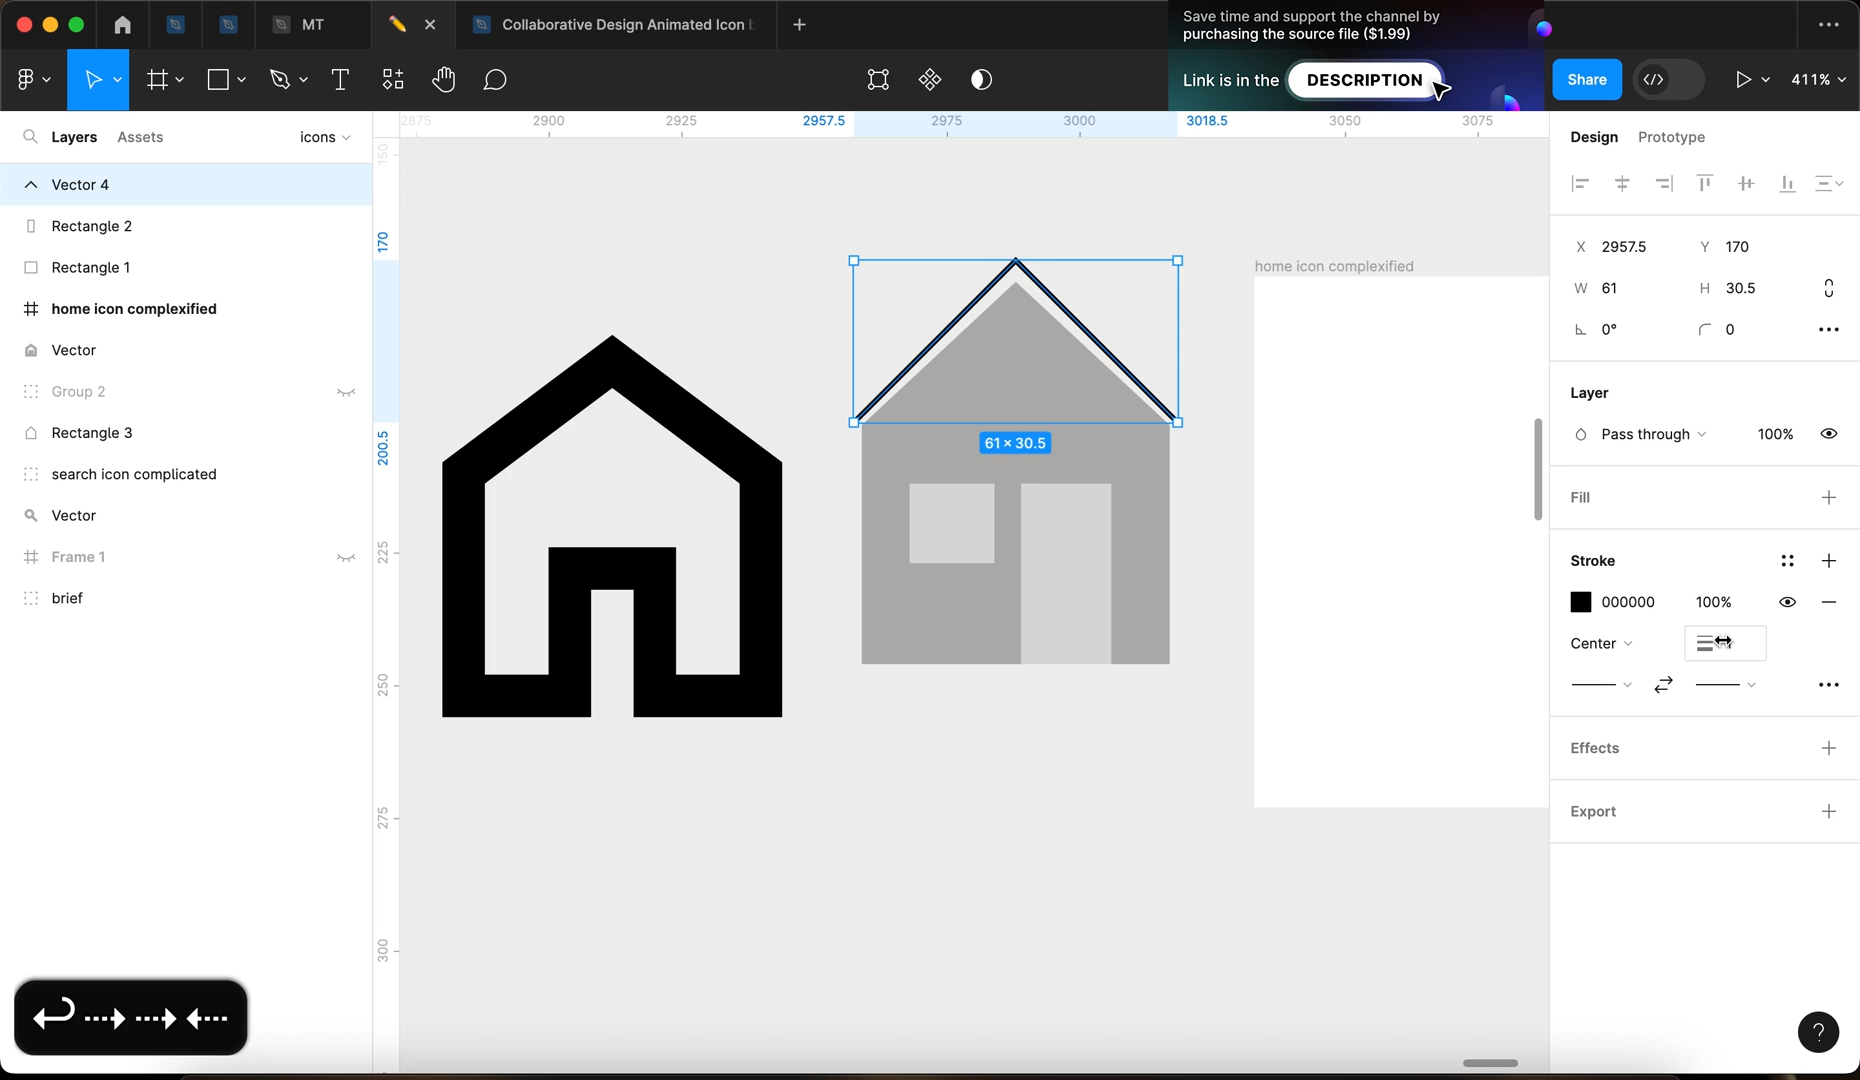 MT
Collaborative Design Animated Icon
Save time and support the channel by
purchasing the source file ($1.99)
Link is in the
DESCRIPTION
Share
411%
Layers
Assets
icons
2875
2900
2925
2957.5
2975
3000
3018.5
3050
3075
Design
Prototype
150
170
200.5
225
250
275
300
Vector 4
Rectangle 2
Rectangle 1
home icon complexified
Vector
Group 2
Rectangle 3
search icon complicated
Vector
Frame 1
brief
home icon complexified
61 × 30.5
X 2957.5
Y 170
W 61
H 30.5
0°
0
Layer
Pass through
100%
Fill
Stroke
000000
100%
Center
Effects
Export
?